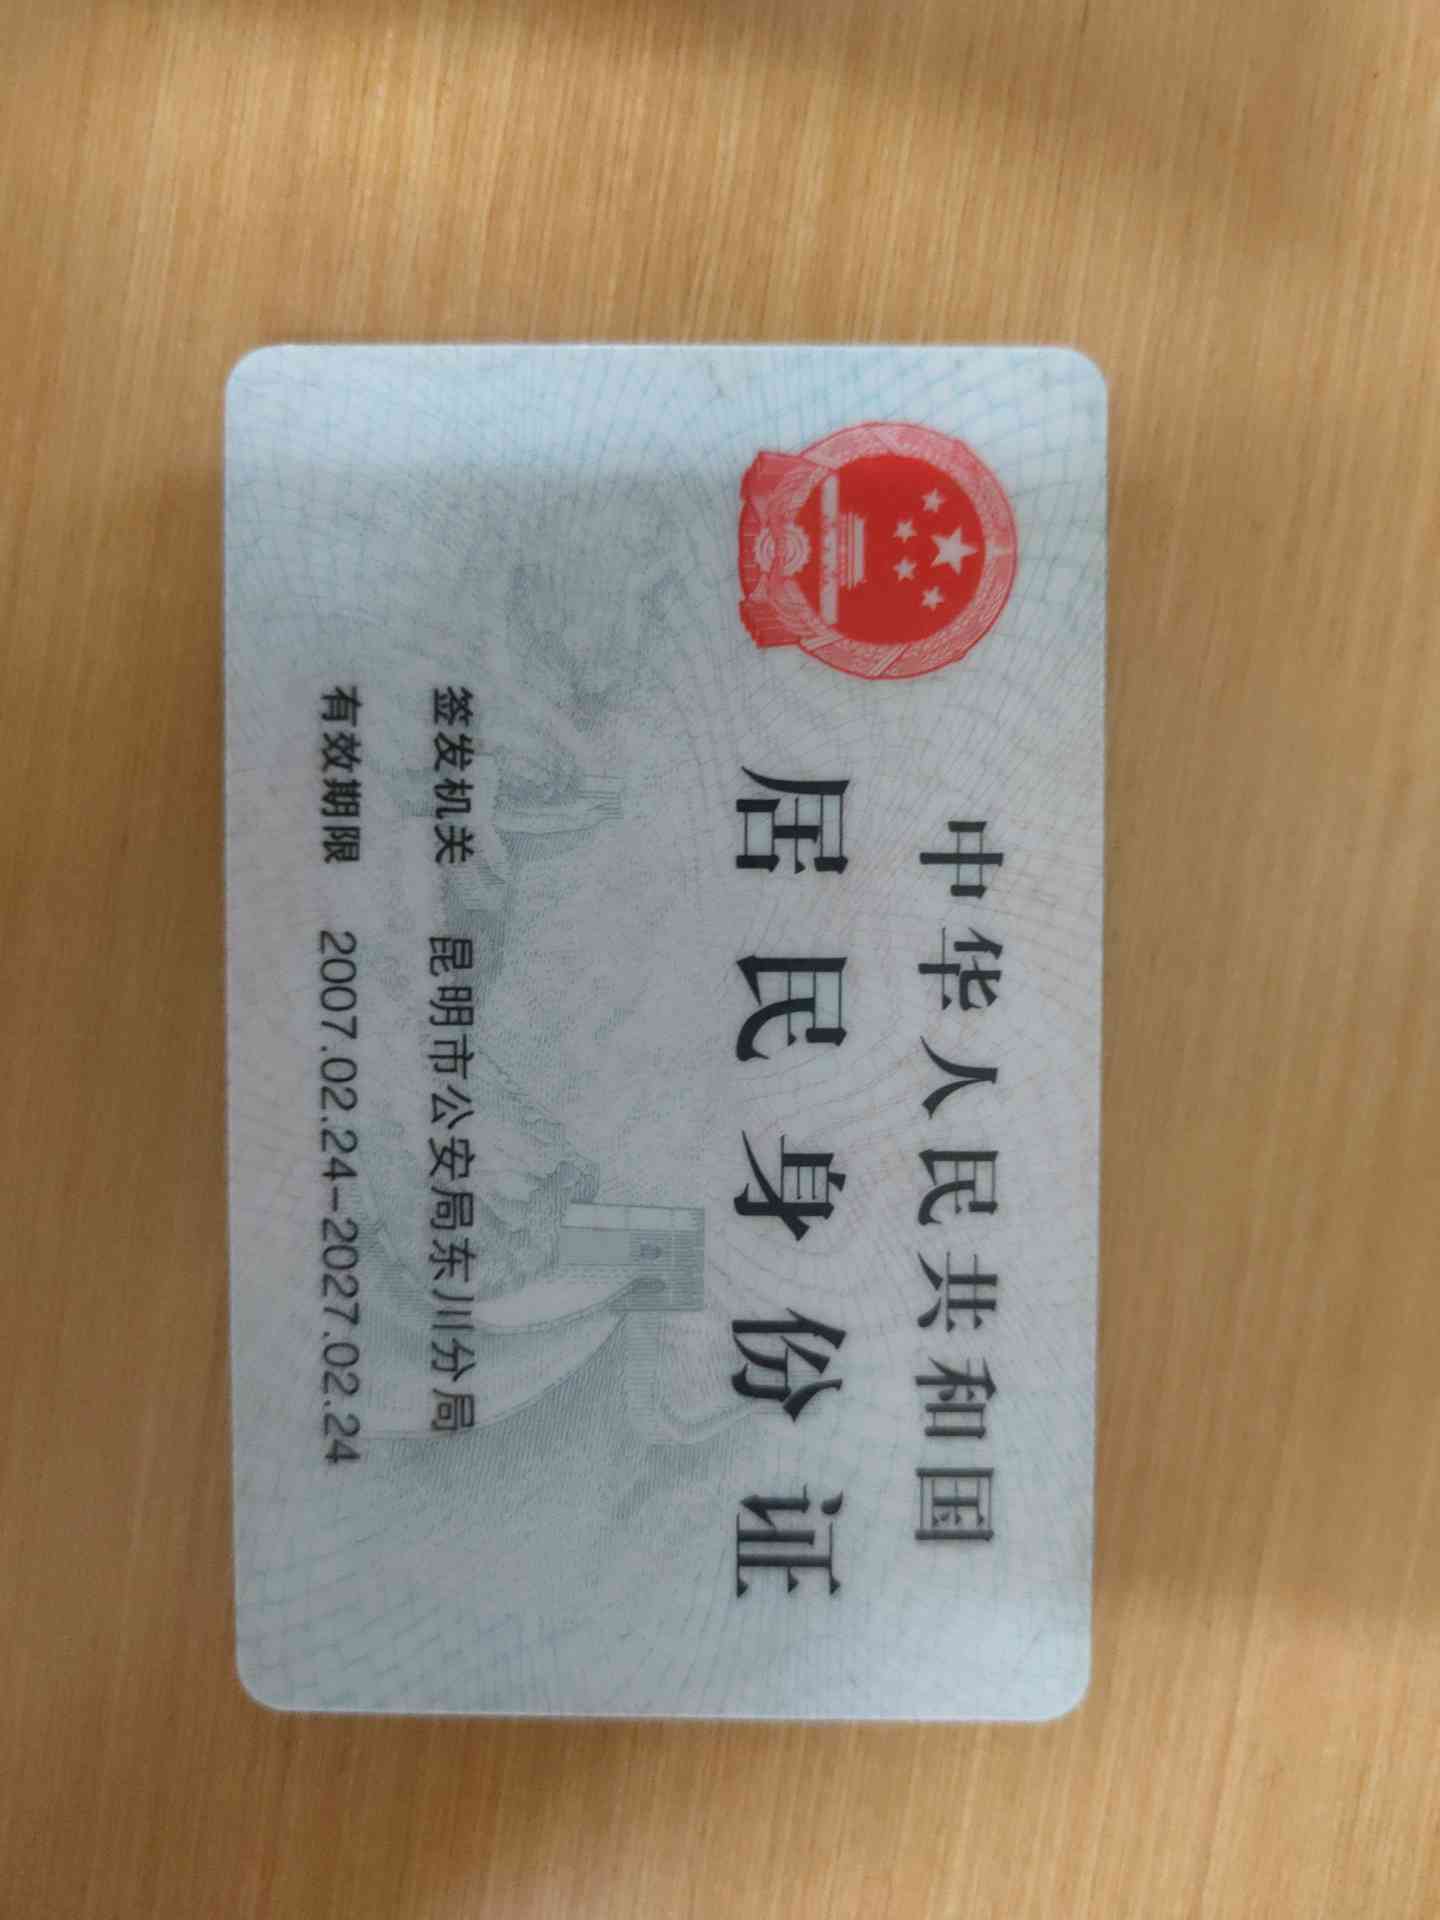 中华人民共和国
居民身份证
签发机关 昆明市公安局东川分局
有效期限 2007.02.24-2027.02.24